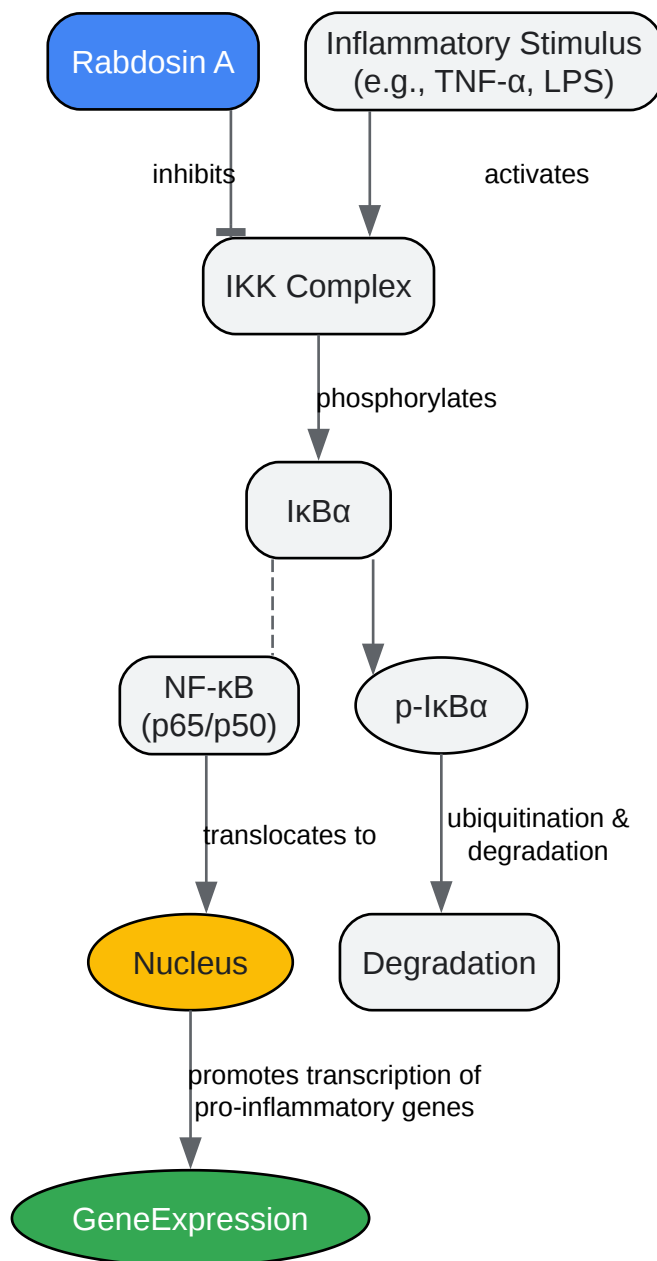 Rabdosin A
Inflammatory Stimulus
(e.g., TNF-α, LPS)
inhibits
activates
IKK Complex
phosphorylates
IκBα
NF-κB
(p65/p50)
p-IκBα
translocates to
ubiquitination &
degradation
Nucleus
Degradation
promotes transcription of
pro-inflammatory genes
GeneExpression